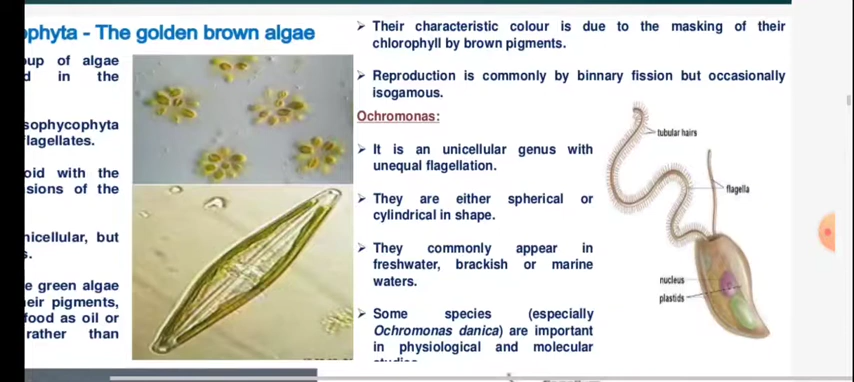 ophyta - The golden brown algae
oup of algae
d in the
sophycophyta
flagellates.
oid with the
sions of the
nicellular, but
s.
e green algae
heir pigments,
food as oil or
rather than
➤ Their characteristic colour is due to the masking of their
chlorophyll by brown pigments.
➤ Reproduction is commonly by binnary fission but occasionally
isogamous.
Ochromonas:
➤ It is an unicellular genus with
unequal flagellation.
➤ They are either spherical or
cylindrical in shape.
➤ They commonly appear in
freshwater, brackish or marine
waters.
➤ Some species (especially
Ochromonas danica) are important
in physiological and molecular
tubular hairs
flagella
nucleus
plastids